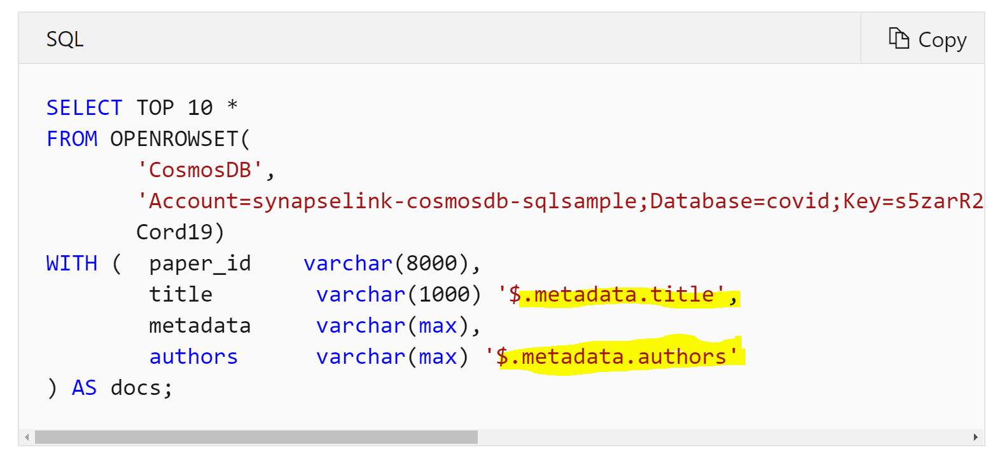 SQL
Copy
SELECT TOP 10 *
FROM OPENROWSET(
'CosmosDB',
'Account=synapselink-cosmosdb-sqlsample;Database=covid;Key=s5zarR2
Cord19)
WITH ( paper_id varchar(8000),
title varchar(1000) '$.metadata.title',
metadata varchar(max),
authors varchar(max) '$.metadata.authors'
) AS docs;